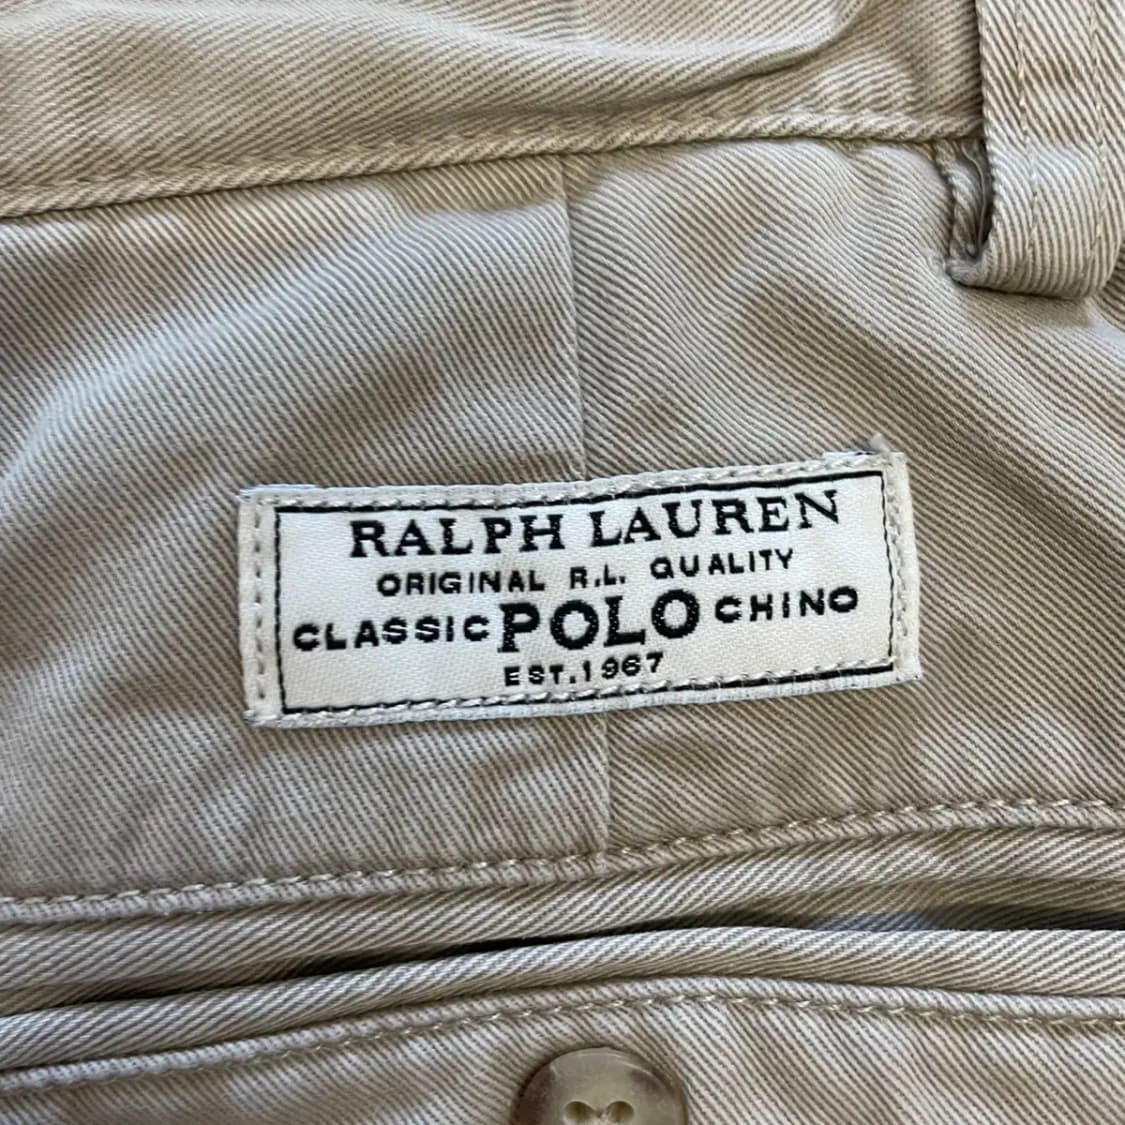 RALPH LAUREN
ORIGINAL R.L. QUALITY
CLASSIC POLO CHINO
EST.1967